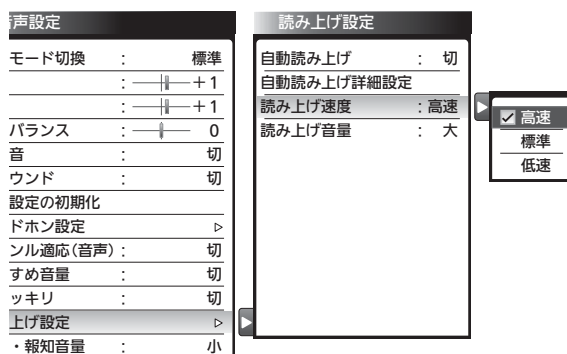 音声設定
モード切換 : 標準
: +1
: +1
バランス : 0
音 : 切
ウンド : 切
設定の初期化
ドホン設定 ▷
ンル適応(音声) : 切
すめ音量 : 切
ッキリ : 切
上げ設定 ▷
・報知音量 : 小
読み上げ設定
自動読み上げ : 切
自動読み上げ詳細設定
読み上げ速度 : 高速
読み上げ音量 : 大
高速
標準
低速